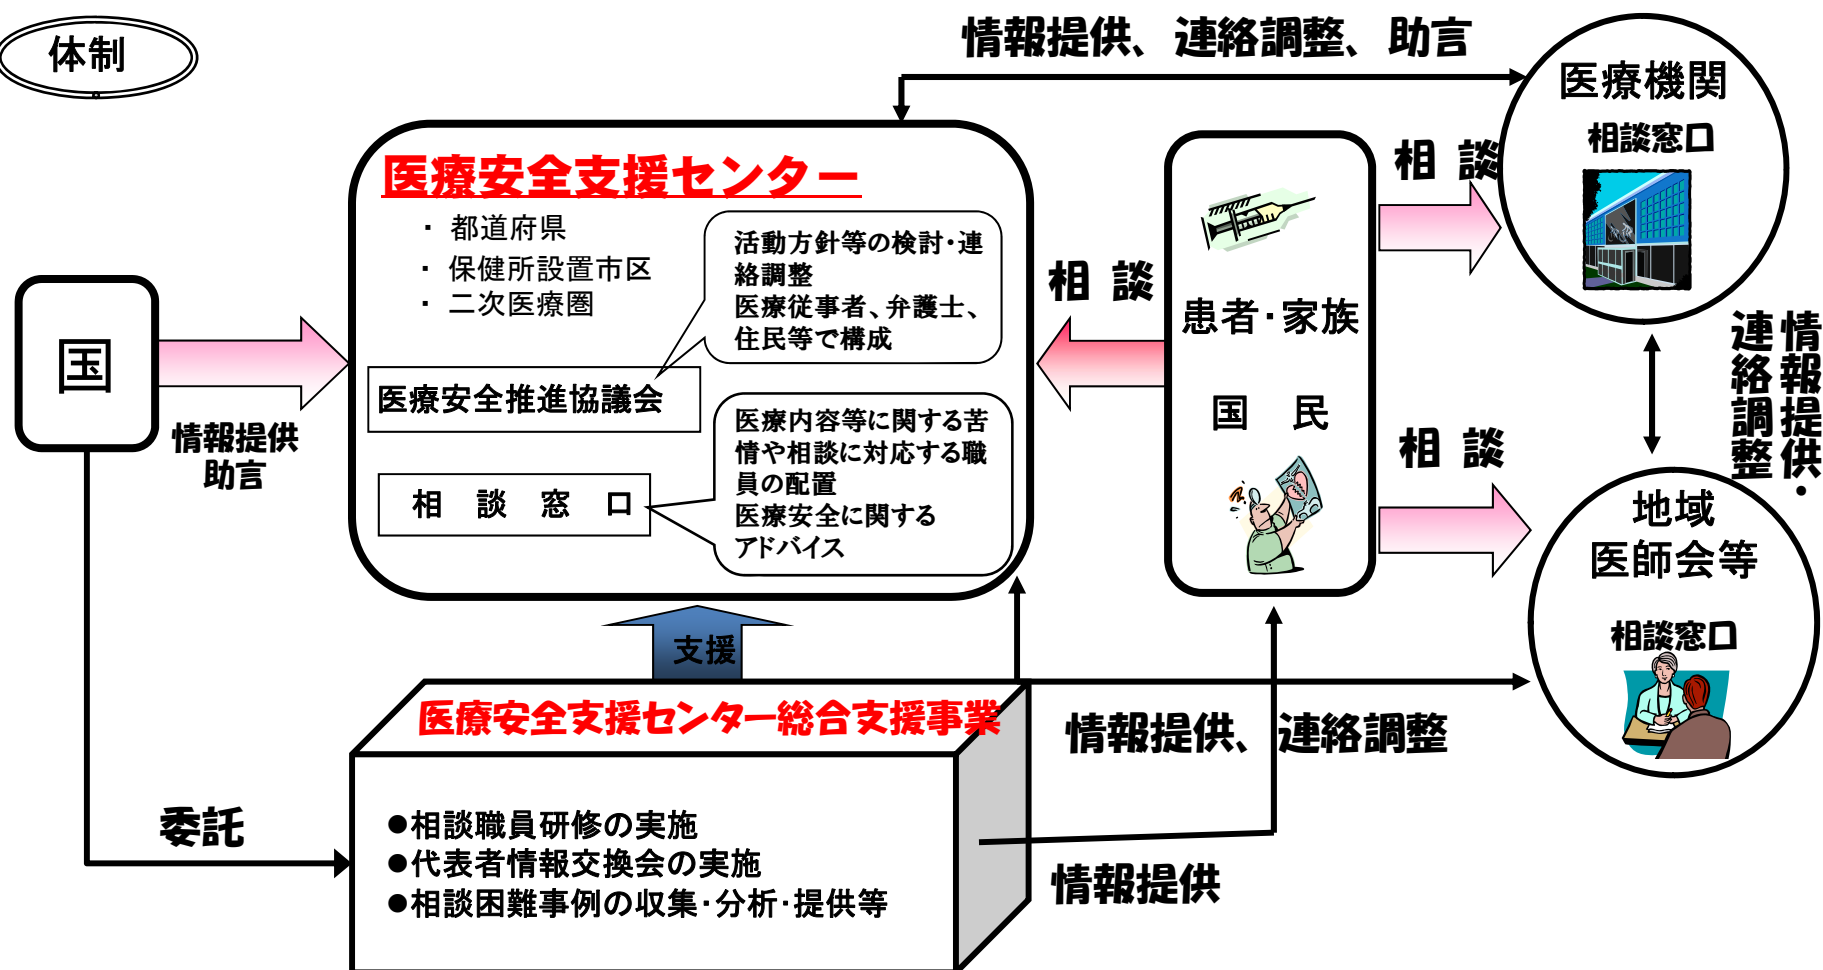 体制
情報提供、連絡調整、助言
医療機関
相談窓口
医療安全支援センター
・ 都道府県
・ 保健所設置市区
・ 二次医療圏
活動方針等の検討・連
絡調整
医療従事者、弁護士、
住民等で構成
医療安全推進協議会
医療内容等に関する苦
情や相談に対応する職
員の配置
医療安全に関する
アドバイス
相 談 窓 口
国
情報提供
助言
相 談
患者・家族
国 民
相 談
相 談
情報提供・
連絡調整
地域
医師会等
相談窓口
支援
医療安全支援センター総合支援事業
情報提供、連絡調整
委託
●相談職員研修の実施
●代表者情報交換会の実施
●相談困難事例の収集・分析・提供等
情報提供